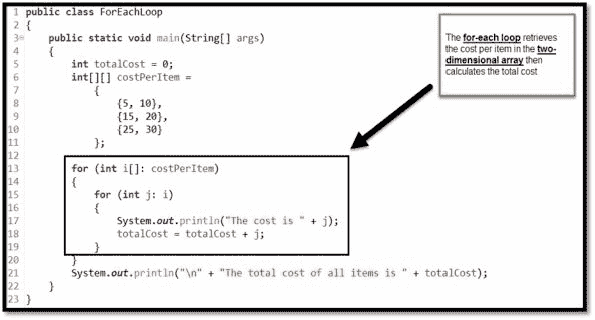 1 public class ForEachLoop
2 {
3 public static void main(String[] args)
4 {
5 int totalCost = 0;
6 int[][] costPerItem =
7 {
8 {5, 10},
9 {15, 20},
10 {25, 30}
11 };
12
13 for (int i[]: costPerItem)
14 {
15 for (int j: i)
16 {
17 System.out.println("The cost is " + j);
18 totalCost = totalCost + j;
19 }
20 }
21 System.out.println("\n" + "The total cost of all items is " + totalCost);
22 }
23 }
The for-each loop retrieves
the cost per item in the two-
dimensional array then
calculates the total cost